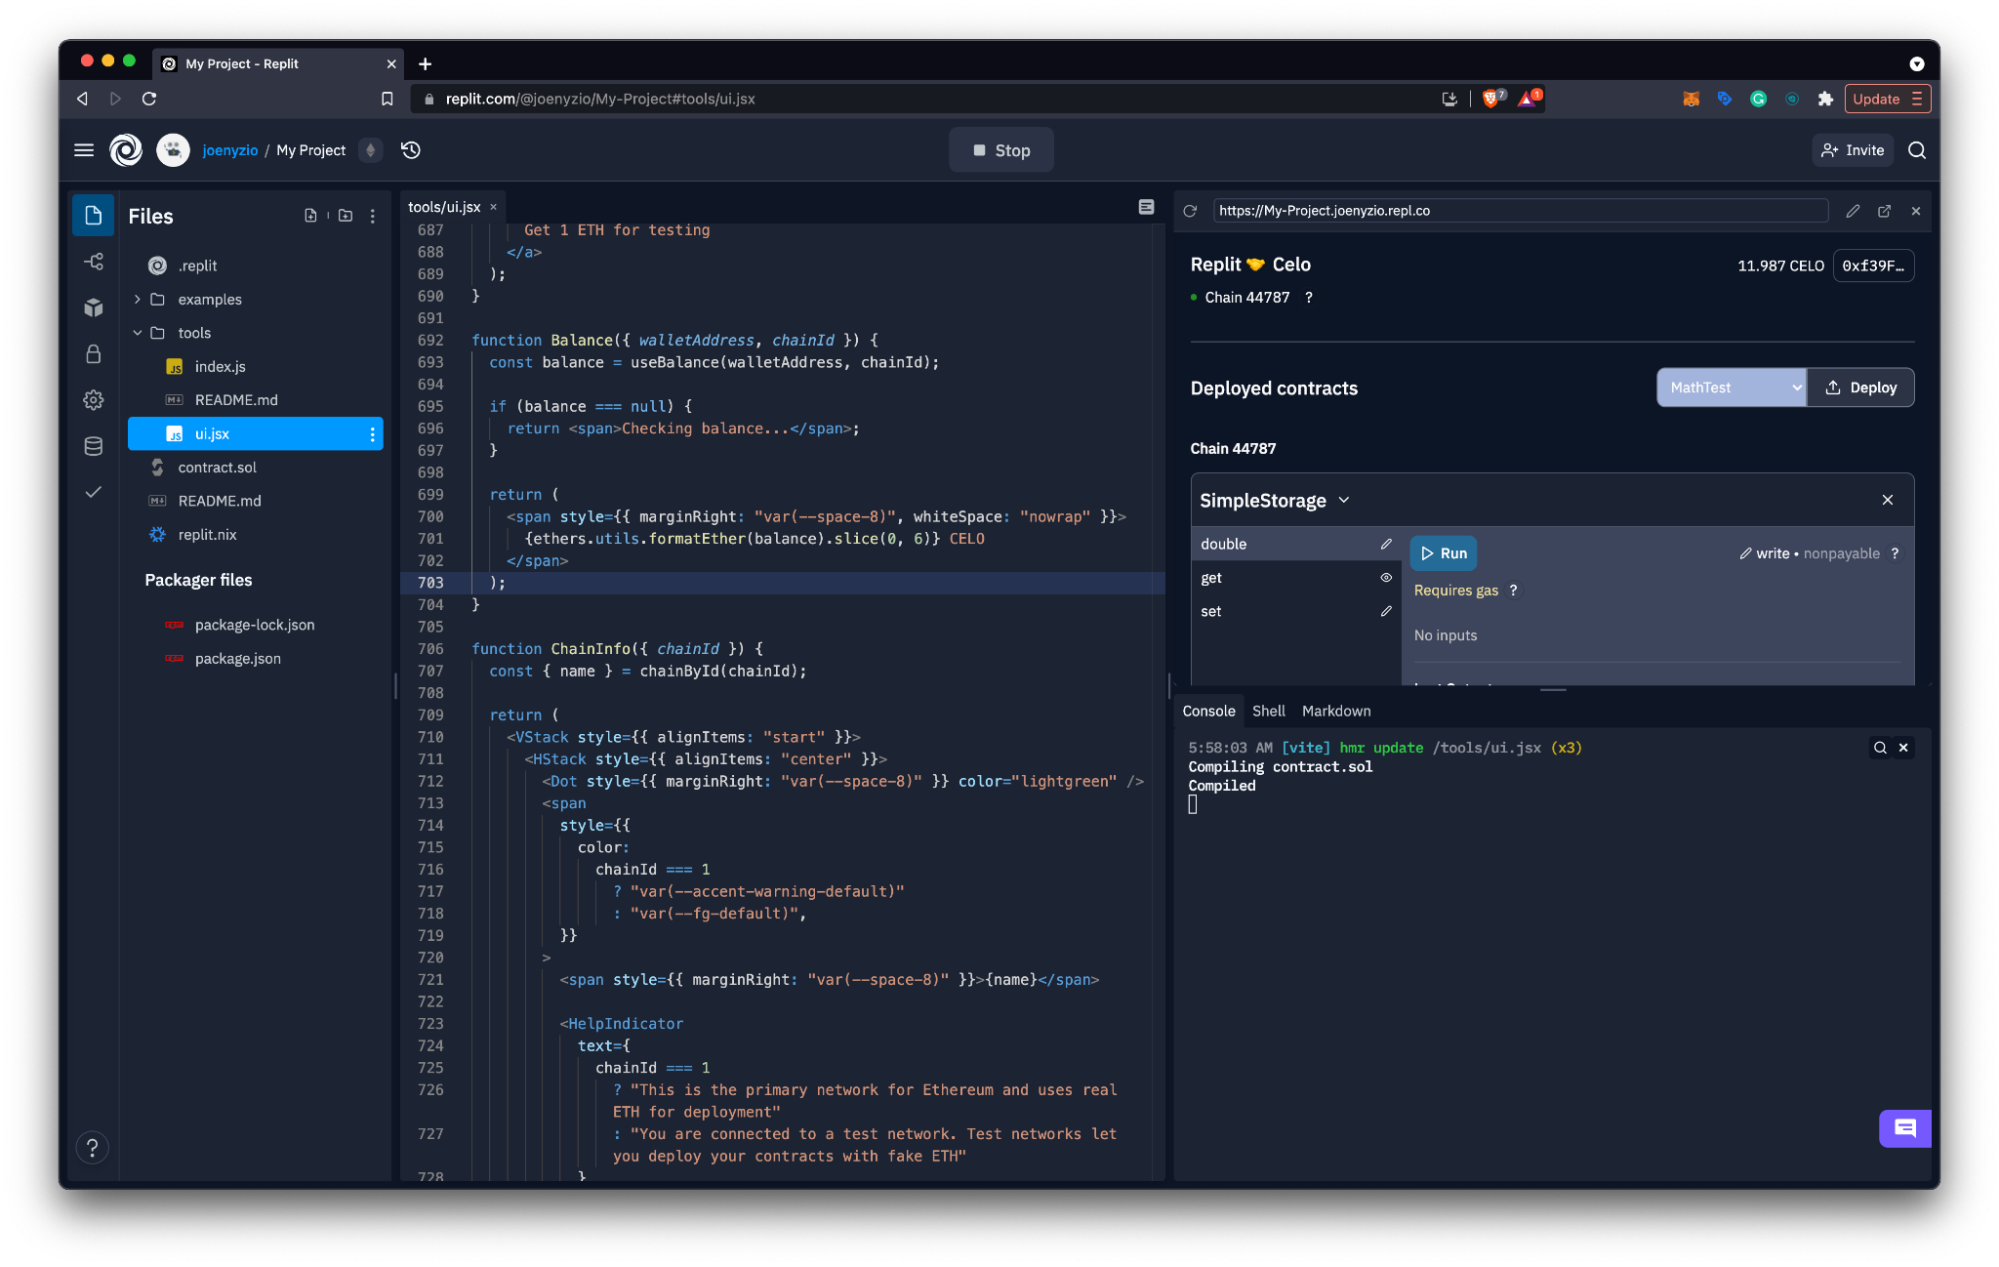 My Project - Replit
replit.com/@joenyzio/My-Project#tools/ui.jsx
7
1
Update
joenyzio / My Project
Stop
Invite
Files
.replit
examples
tools
JS index.js
README.md
JS ui.jsx
contract.sol
README.md
replit.nix
Packager files
package-lock.json
package.json
?
tools/ui.jsx
687 Get 1 ETH for testing
688 </a>
689 );
690 }
691
692 function Balance({ walletAddress, chainId }) {
693 const balance = useBalance(walletAddress, chainId);
694
695 if (balance === null) {
696 return <span>Checking balance...</span>;
697 }
698
699 return (
700 <span style={{ marginRight: "var(--space-8)", whiteSpace: "nowrap" }}>
701 {ethers.utils.formatEther(balance).slice(0, 6)} CELO
702 </span>
703 );
704 }
705
706 function ChainInfo({ chainId }) {
707 const { name } = chainById(chainId);
708
709 return (
710 <VStack style={{ alignItems: "start" }}>
711 <HStack style={{ alignItems: "center" }}>
712 <Dot style={{ marginRight: "var(--space-8)" }} color="lightgreen" />
713 <span
714 style={{
715 color:
716 chainId === 1
717 ? "var(--accent-warning-default)"
718 : "var(--fg-default)",
719 }}
720 >
721 <span style={{ marginRight: "var(--space-8)" }}>{name}</span>
722
723 <HelpIndicator
724 text={
725 chainId === 1
726 ? "This is the primary network for Ethereum and uses real
ETH for deployment"
727 : "You are connected to a test network. Test networks let
you deploy your contracts with fake ETH"
728 }
https://My-Project.joenyzio.repl.co
Replit 🤝 Celo
11.987 CELO 0xf39F…
Chain 44787 ?
Deployed contracts
MathTest
Deploy
Chain 44787
SimpleStorage
double
get
set
Run
write • nonpayable ?
Requires gas ?
No inputs
Console Shell Markdown
5:58:03 AM [vite] hmr update /tools/ui.jsx (x3)
Compiling contract.sol
Compiled